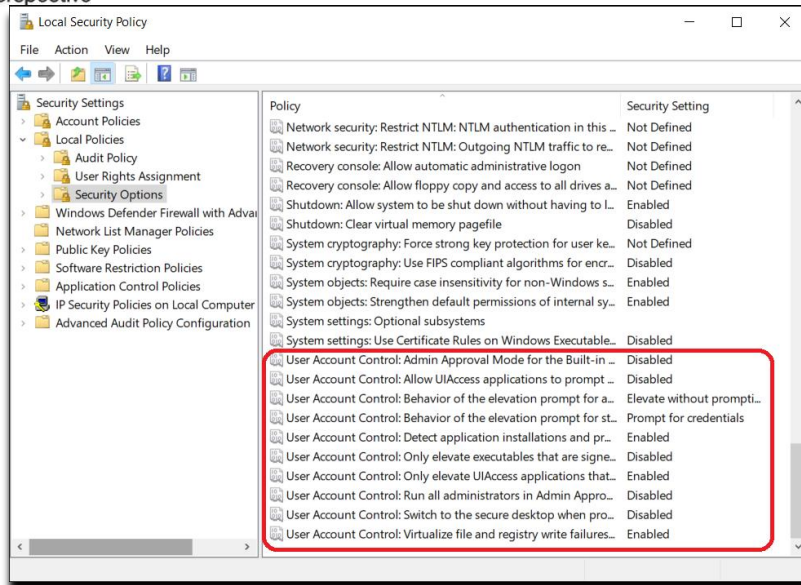 Local Security Policy
File Action View Help
Security Settings
Account Policies
Local Policies
Audit Policy
User Rights Assignment
Security Options
Windows Defender Firewall with Advan
Network List Manager Policies
Public Key Policies
Software Restriction Policies
Application Control Policies
IP Security Policies on Local Computer
Advanced Audit Policy Configuration
Policy Security Setting
Network security: Restrict NTLM: NTLM authentication in this ... Not Defined
Network security: Restrict NTLM: Outgoing NTLM traffic to re... Not Defined
Recovery console: Allow automatic administrative logon Not Defined
Recovery console: Allow floppy copy and access to all drives a... Not Defined
Shutdown: Allow system to be shut down without having to l... Enabled
Shutdown: Clear virtual memory pagefile Disabled
System cryptography: Force strong key protection for user ke... Not Defined
System cryptography: Use FIPS compliant algorithms for encr... Disabled
System objects: Require case insensitivity for non-Windows s... Enabled
System objects: Strengthen default permissions of internal sy... Enabled
System settings: Optional subsystems
System settings: Use Certificate Rules on Windows Executable... Disabled
User Account Control: Admin Approval Mode for the Built-in ... Disabled
User Account Control: Allow UIAccess applications to prompt ... Disabled
User Account Control: Behavior of the elevation prompt for a... Elevate without prompti...
User Account Control: Behavior of the elevation prompt for st... Prompt for credentials
User Account Control: Detect application installations and pr... Enabled
User Account Control: Only elevate executables that are signe... Disabled
User Account Control: Only elevate UIAccess applications that... Enabled
User Account Control: Run all administrators in Admin Appro... Disabled
User Account Control: Switch to the secure desktop when pro... Disabled
User Account Control: Virtualize file and registry write failures... Enabled